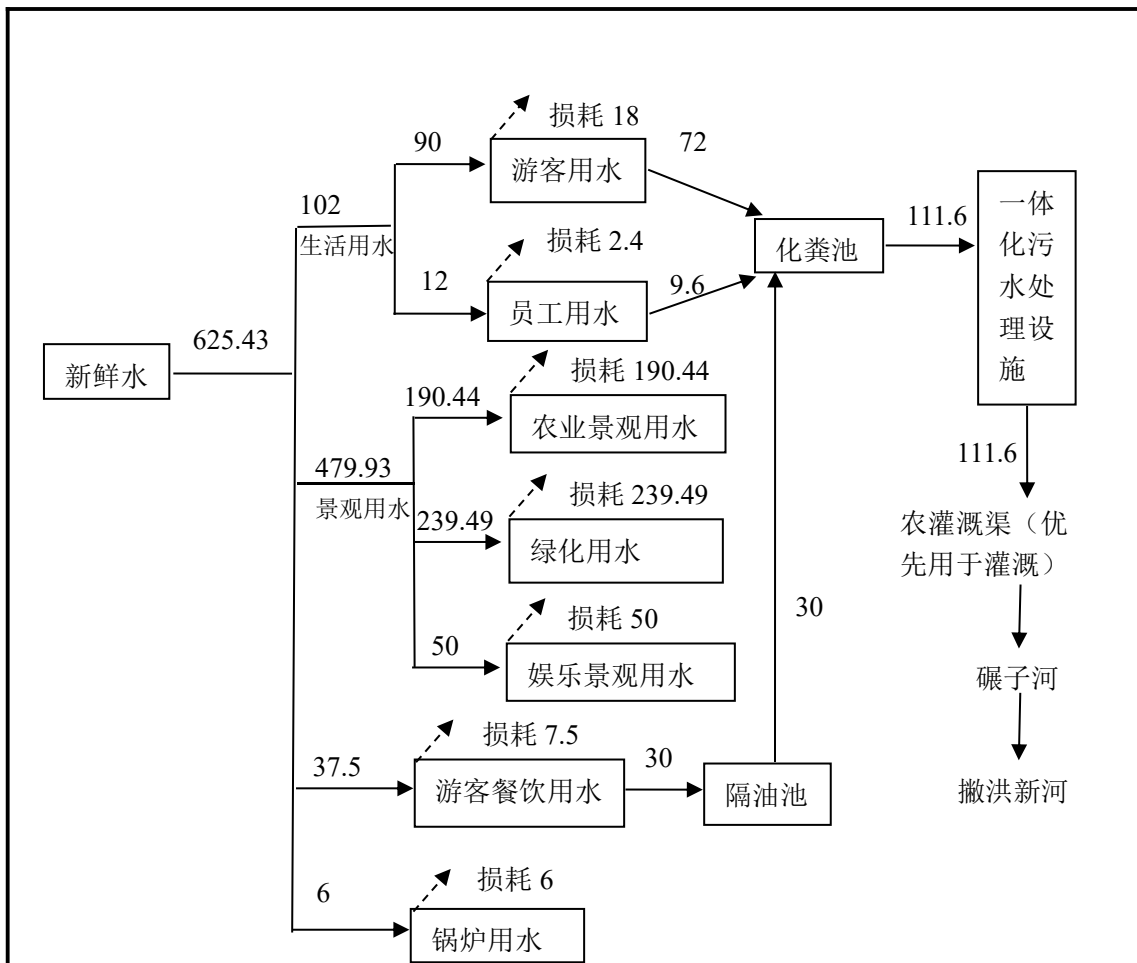 损耗 18
90
游客用水
72
102
生活用水
损耗 2.4
12
员工用水
9.6
化粪池
111.6
一体
化污
水处
理设
施
625.43
新鲜水
损耗 190.44
190.44
农业景观用水
111.6
479.93
景观用水
损耗 239.49
239.49
绿化用水
农灌溉渠（优
先用于灌溉）
损耗 50
50
娱乐景观用水
30
碾子河
损耗 7.5
37.5
游客餐饮用水
30
隔油池
撇洪新河
损耗 6
6
锅炉用水